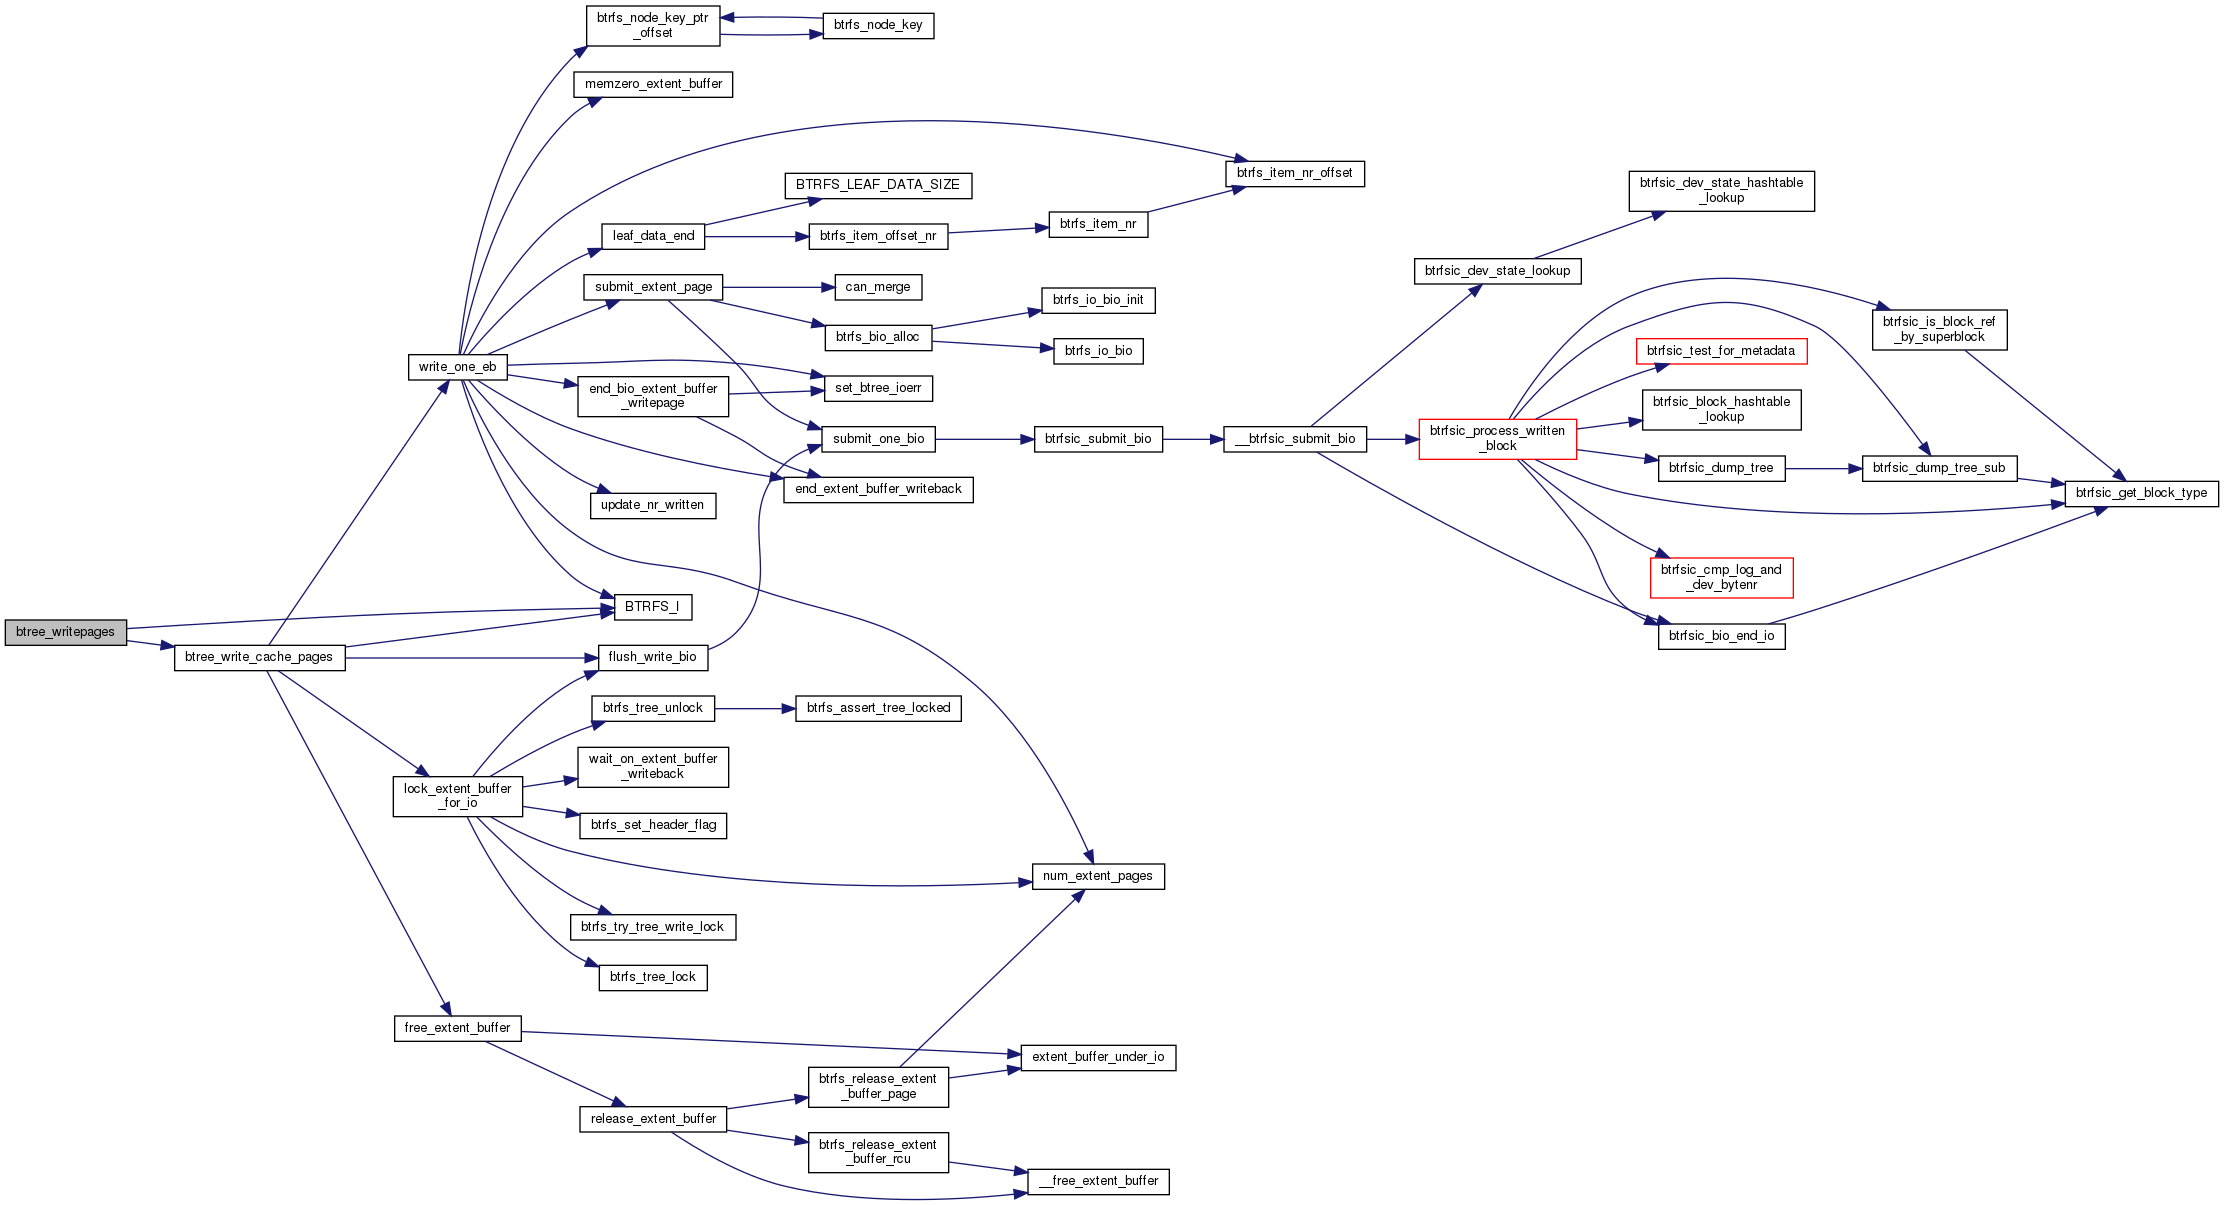 btrfs_node_key_ptr
_offset
btrfs_node_key
memzero_extent_buffer
btrfs_item_nr_offset
BTRFS_LEAF_DATA_SIZE
btrfsic_dev_state_hashtable
_lookup
leaf_data_end
btrfs_item_offset_nr
btrfs_item_nr
btrfsic_dev_state_lookup
submit_extent_page
can_merge
btrfs_io_bio_init
btrfs_bio_alloc
btrfs_io_bio
btrfsic_is_block_ref
_by_superblock
btrfsic_test_for_metadata
write_one_eb
end_bio_extent_buffer
_writepage
set_btree_ioerr
btrfsic_block_hashtable
_lookup
submit_one_bio
btrfsic_submit_bio
__btrfsic_submit_bio
btrfsic_process_written
_block
btrfsic_dump_tree
btrfsic_dump_tree_sub
end_extent_buffer_writeback
btrfsic_get_block_type
update_nr_written
btrfsic_cmp_log_and
_dev_bytenr
BTRFS_I
btree_writepages
btrfsic_bio_end_io
btree_write_cache_pages
flush_write_bio
btrfs_tree_unlock
btrfs_assert_tree_locked
wait_on_extent_buffer
_writeback
lock_extent_buffer
_for_io
btrfs_set_header_flag
num_extent_pages
btrfs_try_tree_write_lock
btrfs_tree_lock
free_extent_buffer
extent_buffer_under_io
btrfs_release_extent
_buffer_page
release_extent_buffer
btrfs_release_extent
_buffer_rcu
__free_extent_buffer